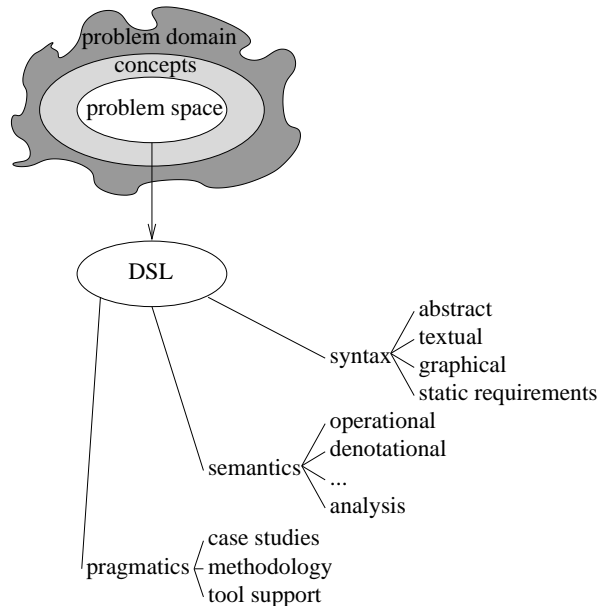 problem domain
concepts
problem space
DSL
syntax
abstract
textual
graphical
static requirements
semantics
operational
denotational
...
analysis
pragmatics
case studies
methodology
tool support